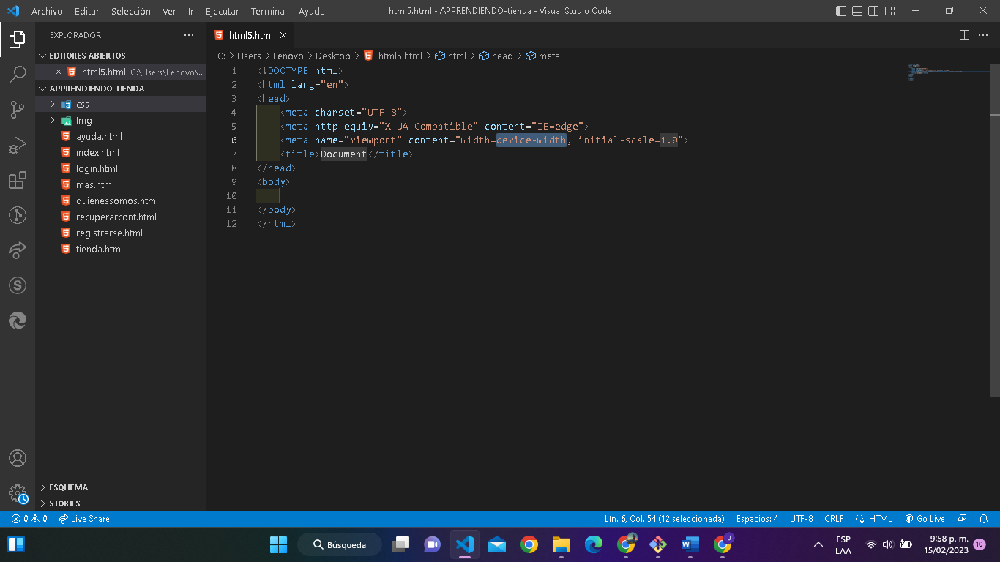 Archivo Editar Selección Ver Ir Ejecutar Terminal Ayuda html5.html - APPRENDIENDO-tienda - Visual Studio Code
EXPLORADOR
EDITORES ABIERTOS
html5.html C:\Users\Lenovo\...
APPRENDIENDO-TIENDA
css
Img
ayuda.html
index.html
login.html
mas.html
quienessomos.html
recuperarcont.html
registrarse.html
tienda.html
ESQUEMA
STORIES
html5.html
C: > Users > Lenovo > Desktop > html5.html > html > head > meta
1 <!DOCTYPE html>
2 <html lang="en">
3 <head>
4 <meta charset="UTF-8">
5 <meta http-equiv="X-UA-Compatible" content="IE=edge">
6 <meta name="viewport" content="width=device-width, initial-scale=1.0">
7 <title>Document</title>
8 </head>
9 <body>
10
11 </body>
12 </html>
0 0 Live Share Lín. 6, Col. 54 (12 seleccionada) Espacios: 4 UTF-8 CRLF HTML Go Live
Búsqueda
J
ESP
LAA
9:58 p. m.
15/02/2023
10